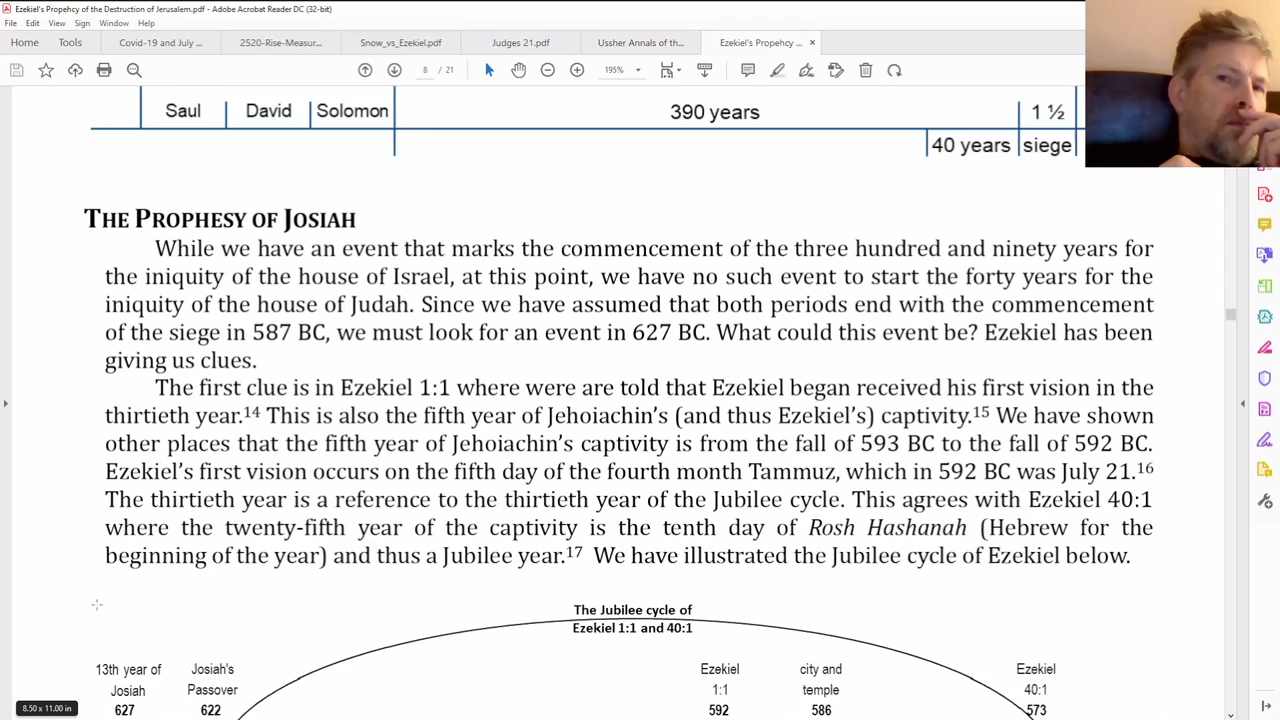 Ezekiel's Propehcy of the Destruction of Jerusalem.pdf - Adobe Acrobat Reader DC (32-bit)
File Edit View Sign Window Help
Home Tools Covid-19 and July ... 2520-Rise-Measur... Snow_vs_Ezekiel.pdf Judges 21.pdf Ussher Annals of th... Ezekiel's Propehcy ... ×
8 / 21 195%
Saul David Solomon 390 years 1 ½
40 years siege
THE PROPHESY OF JOSIAH
While we have an event that marks the commencement of the three hundred and ninety years for
the iniquity of the house of Israel, at this point, we have no such event to start the forty years for the
iniquity of the house of Judah. Since we have assumed that both periods end with the commencement
of the siege in 587 BC, we must look for an event in 627 BC. What could this event be? Ezekiel has been
giving us clues.
The first clue is in Ezekiel 1:1 where were are told that Ezekiel began received his first vision in the
thirtieth year.14 This is also the fifth year of Jehoiachin's (and thus Ezekiel's) captivity.15 We have shown
other places that the fifth year of Jehoiachin's captivity is from the fall of 593 BC to the fall of 592 BC.
Ezekiel's first vision occurs on the fifth day of the fourth month Tammuz, which in 592 BC was July 21.16
The thirtieth year is a reference to the thirtieth year of the Jubilee cycle. This agrees with Ezekiel 40:1
where the twenty-fifth year of the captivity is the tenth day of Rosh Hashanah (Hebrew for the
beginning of the year) and thus a Jubilee year.17 We have illustrated the Jubilee cycle of Ezekiel below.
The Jubilee cycle of
Ezekiel 1:1 and 40:1
13th year of Josiah's Ezekiel city and Ezekiel
Josiah Passover 1:1 temple 40:1
627 622 592 586 573
8.50 x 11.00 in